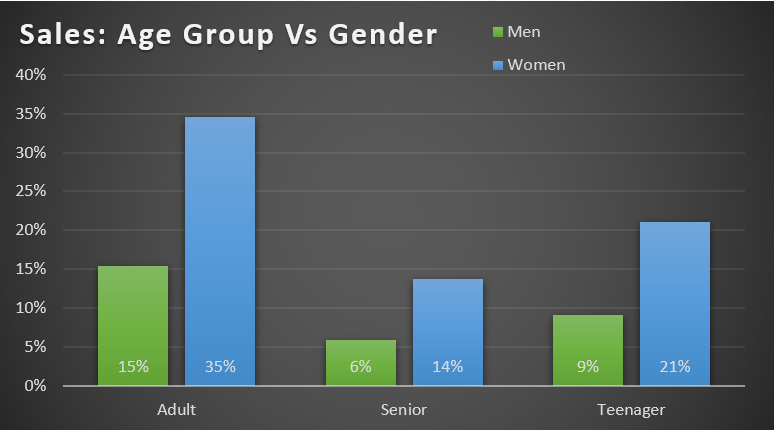 Sales: Age Group Vs Gender
Men
Women
40%
35%
30%
25%
20%
15%
10%
5%
0%
15% 35% 6% 14% 9% 21%
Adult Senior Teenager